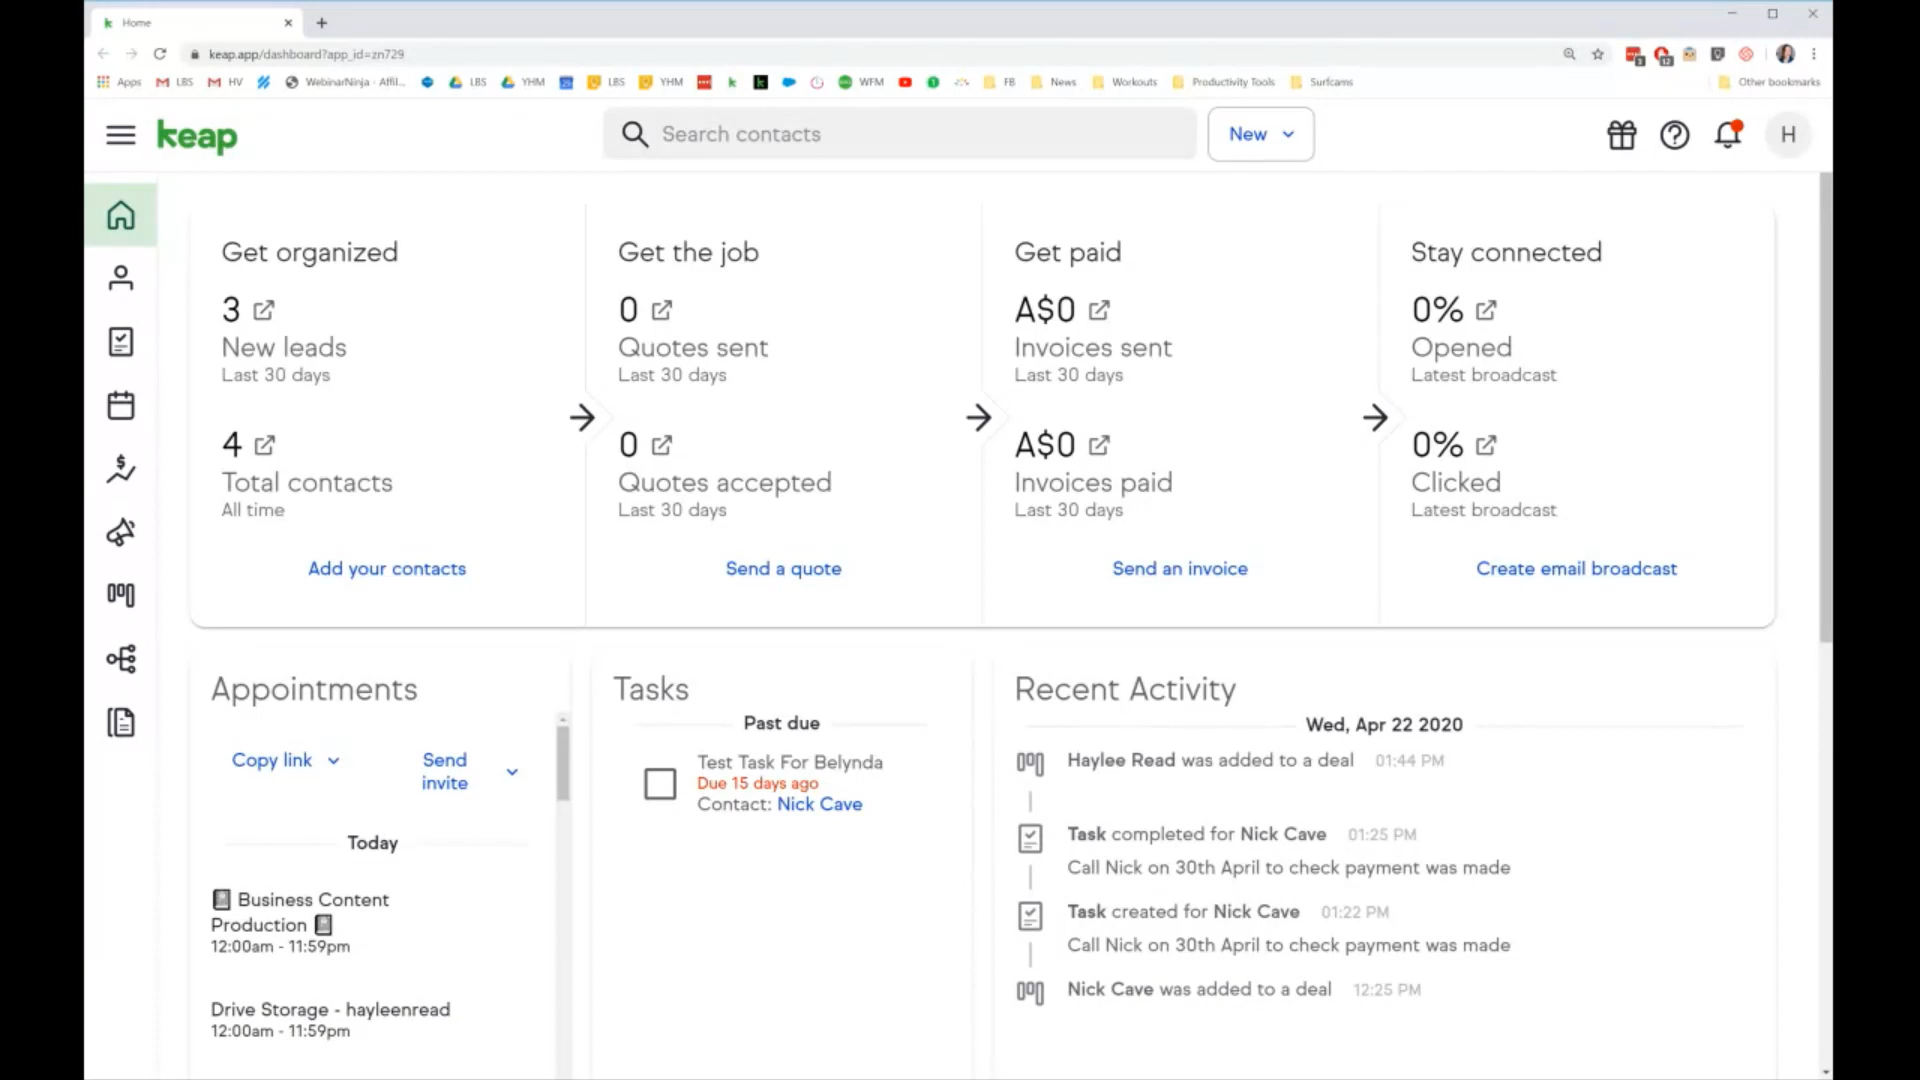 Home
keap.app/dashboard?app_id=zn729
Apps
LBS
HV
WebinarNinja - Affil...
LBS
YHM
LBS
YHM
WFM
FB
News
Workouts
Productivity Tools
Surfcams
Other bookmarks
keap
Search contacts
New
H
Get organized
3
New leads
Last 30 days
4
Total contacts
All time
Add your contacts
Get the job
0
Quotes sent
Last 30 days
0
Quotes accepted
Last 30 days
Send a quote
Get paid
A$0
Invoices sent
Last 30 days
A$0
Invoices paid
Last 30 days
Send an invoice
Stay connected
0%
Opened
Latest broadcast
0%
Clicked
Latest broadcast
Create email broadcast
Appointments
Copy link
Send
invite
Today
Business Content
Production
12:00am - 11:59pm
Drive Storage - hayleenread
12:00am - 11:59pm
Tasks
Past due
Test Task For Belynda
Due 15 days ago
Contact: Nick Cave
Recent Activity
Wed, Apr 22 2020
Haylee Read was added to a deal 01:44 PM
Task completed for Nick Cave 01:25 PM
Call Nick on 30th April to check payment was made
Task created for Nick Cave 01:22 PM
Call Nick on 30th April to check payment was made
Nick Cave was added to a deal 12:25 PM